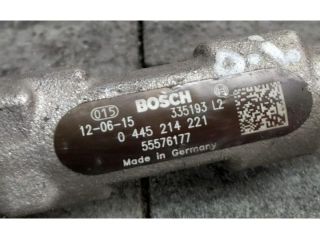 015 BOSCH
12-06-15 335193 L2
0 445 214 221
55576177
Made in Germany